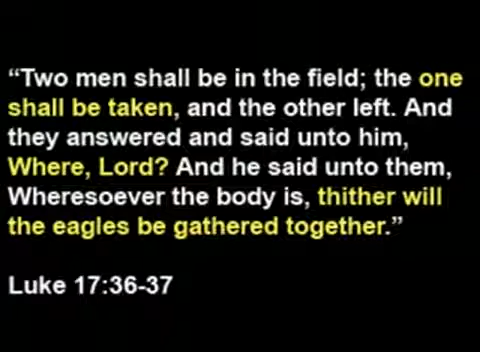 “Two men shall be in the field; the one
shall be taken, and the other left. And
they answered and said unto him,
Where, Lord? And he said unto them,
Wheresoever the body is, thither will
the eagles be gathered together.”
Luke 17:36-37